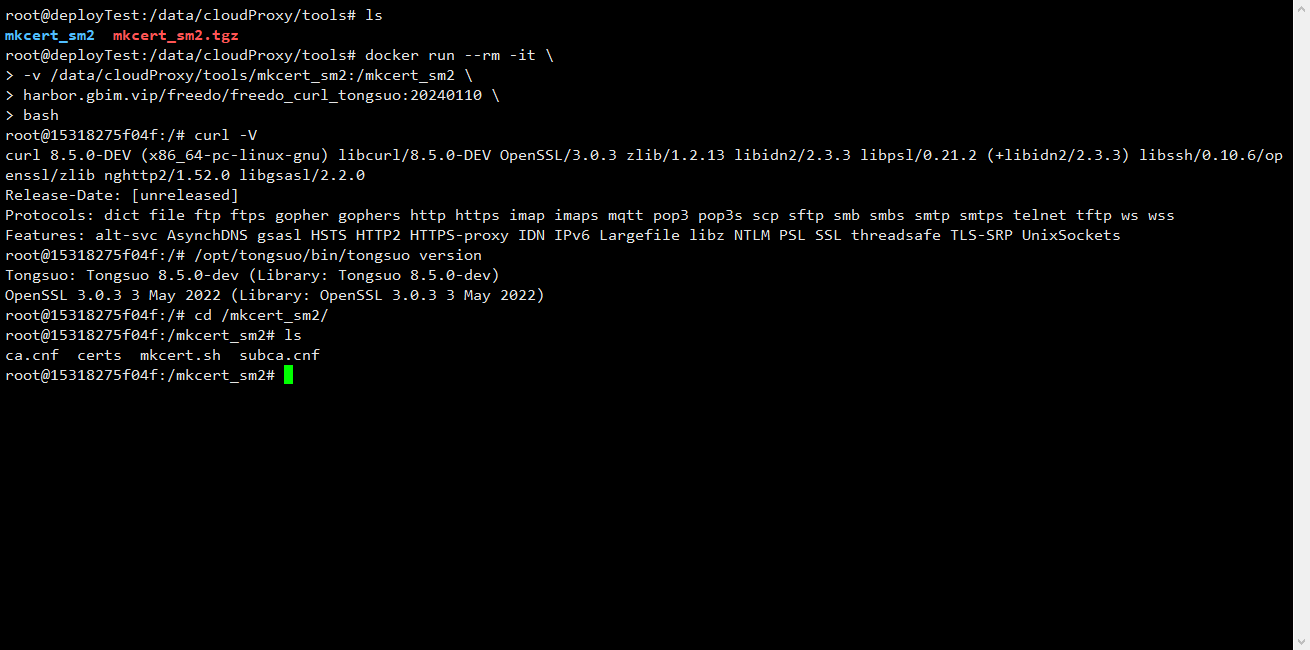 root@deployTest:/data/cloudProxy/tools# ls
mkcert_sm2  mkcert_sm2.tgz
root@deployTest:/data/cloudProxy/tools# docker run --rm -it \
> -v /data/cloudProxy/tools/mkcert_sm2:/mkcert_sm2 \
> harbor.gbim.vip/freedo/freedo_curl_tongsuo:20240110 \
> bash
root@15318275f04f:/# curl -V
curl 8.5.0-DEV (x86_64-pc-linux-gnu) libcurl/8.5.0-DEV OpenSSL/3.0.3 zlib/1.2.13 libidn2/2.3.3 libpsl/0.21.2 (+libidn2/2.3.3) libssh/0.10.6/op
enssl/zlib nghttp2/1.52.0 libgsasl/2.2.0
Release-Date: [unreleased]
Protocols: dict file ftp ftps gopher gophers http https imap imaps mqtt pop3 pop3s scp sftp smb smbs smtp smtps telnet tftp ws wss
Features: alt-svc AsynchDNS gsasl HSTS HTTP2 HTTPS-proxy IDN IPv6 Largefile libz NTLM PSL SSL threadsafe TLS-SRP UnixSockets
root@15318275f04f:/# /opt/tongsuo/bin/tongsuo version
Tongsuo: Tongsuo 8.5.0-dev (Library: Tongsuo 8.5.0-dev)
OpenSSL 3.0.3 3 May 2022 (Library: OpenSSL 3.0.3 3 May 2022)
root@15318275f04f:/# cd /mkcert_sm2/
root@15318275f04f:/mkcert_sm2# ls
ca.cnf  certs  mkcert.sh  subca.cnf
root@15318275f04f:/mkcert_sm2#